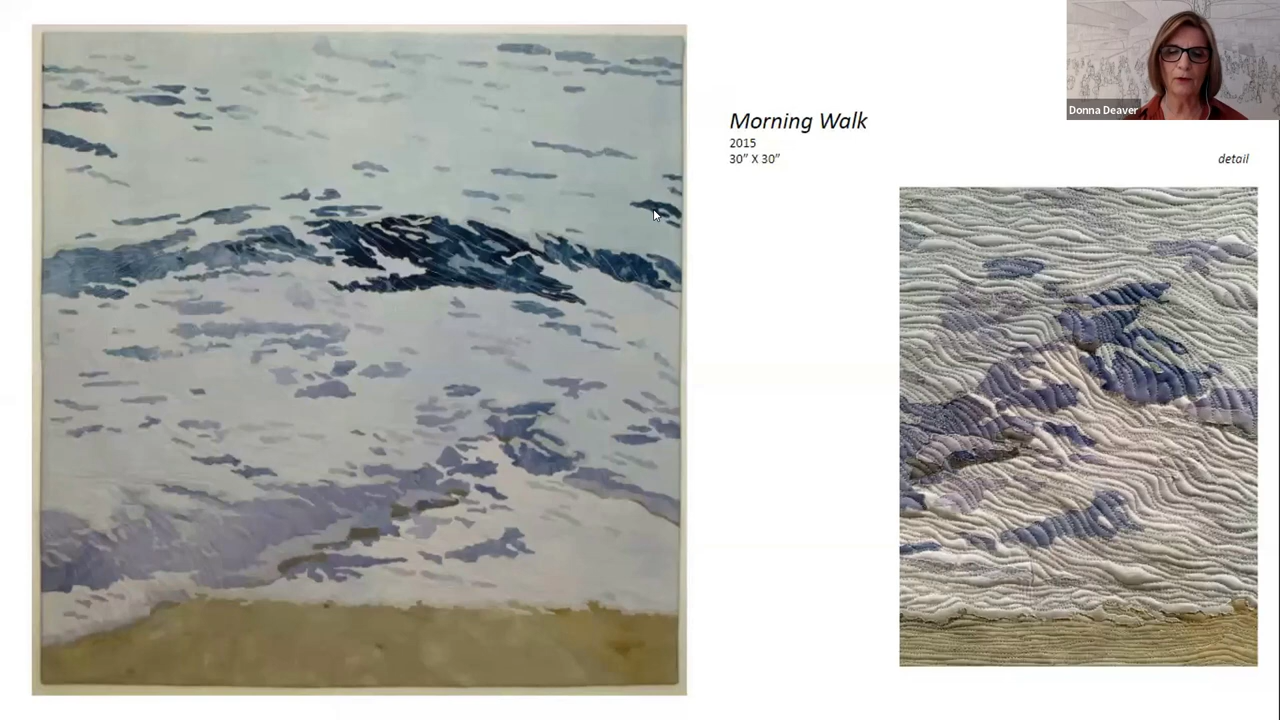 Morning Walk
2015
30” X 30”
detail
Donna Deaver